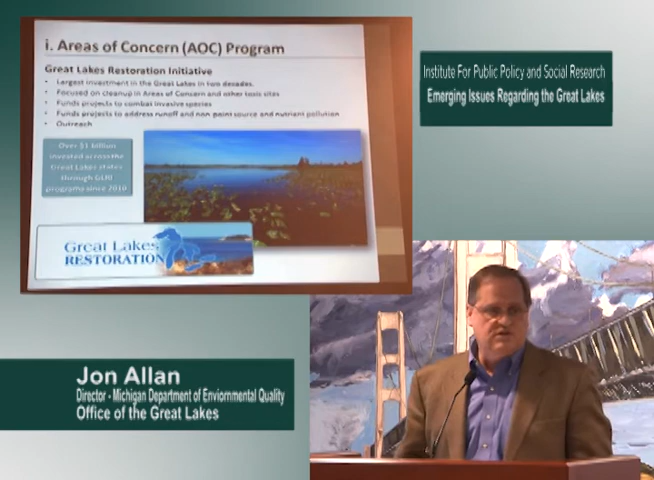 i. Areas of Concern (AOC) Program
Great Lakes Restoration Initiative
• Largest investment in the Great Lakes in two decades.
• Focused on cleanup in Areas of Concern and other toxic sites
• Funds projects to combat invasive species
• Funds projects to address runoff and non point source and nutrient pollution
• Outreach
Over $1 billion
invested across the
Great Lakes states
through GLRI
programs since 2010
Great Lakes
RESTORATION
Institute For Public Policy and Social Research
Emerging Issues Regarding the Great Lakes
Jon Allan
Director - Michigan Department of Enviornmental Quality
Office of the Great Lakes